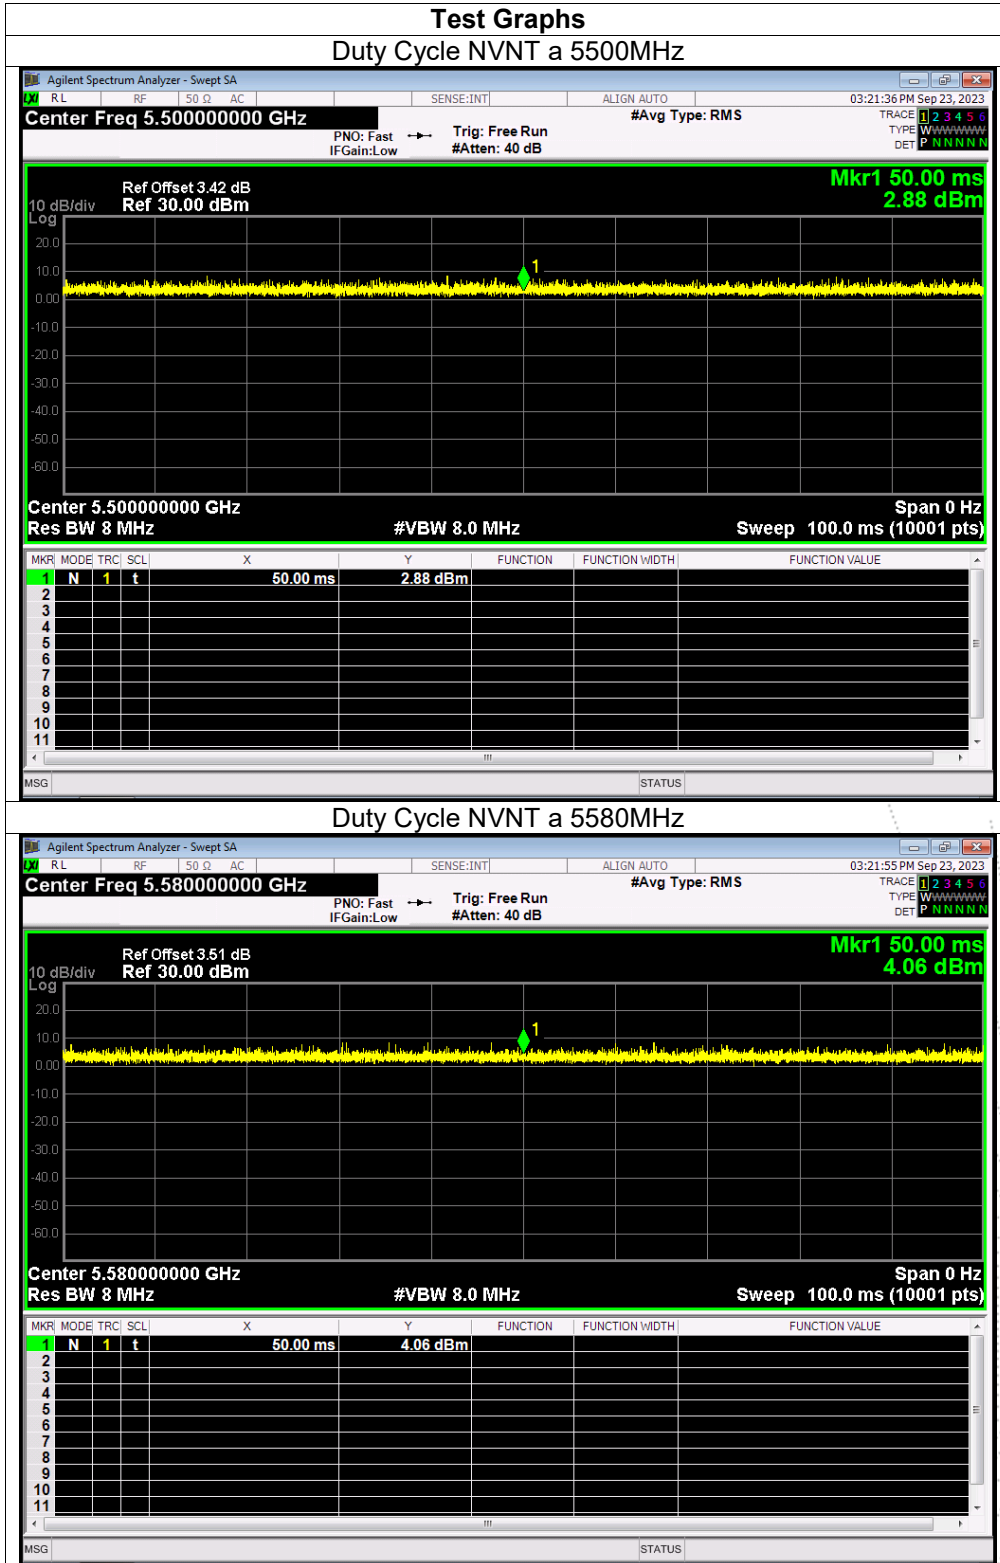 Test Graphs
Duty Cycle NVNT a 5500MHz
Agilent Spectrum Analyzer - Swept SA
LXI RL RF 50 Ω AC SENSE:INT ALIGN AUTO 03:21:36 PM Sep 23, 2023
Center Freq 5.500000000 GHz #Avg Type: RMS TRACE 1 2 3 4 5 6
PNO: Fast Trig: Free Run TYPE WWWWWWW
IFGain:Low #Atten: 40 dB DET P N N N N N
Mkr1 50.00 ms
Ref Offset 3.42 dB 2.88 dBm
10 dB/div Ref 30.00 dBm
Log
20.0
10.0
1
0.00
-10.0
-20.0
-30.0
-40.0
-50.0
-60.0
Center 5.500000000 GHz Span 0 Hz
Res BW 8 MHz #VBW 8.0 MHz Sweep 100.0 ms (10001 pts)
MKR MODE TRC SCL X Y FUNCTION FUNCTION WIDTH FUNCTION VALUE
1 N 1 t 50.00 ms 2.88 dBm
2
3
4
5
6
7
8
9
10
11
MSG STATUS
Duty Cycle NVNT a 5580MHz
Agilent Spectrum Analyzer - Swept SA
LXI RL RF 50 Ω AC SENSE:INT ALIGN AUTO 03:21:55 PM Sep 23, 2023
Center Freq 5.580000000 GHz #Avg Type: RMS TRACE 1 2 3 4 5 6
PNO: Fast Trig: Free Run TYPE WWWWWWW
IFGain:Low #Atten: 40 dB DET P N N N N N
Mkr1 50.00 ms
Ref Offset 3.51 dB 4.06 dBm
10 dB/div Ref 30.00 dBm
Log
20.0
10.0
1
0.00
-10.0
-20.0
-30.0
-40.0
-50.0
-60.0
Center 5.580000000 GHz Span 0 Hz
Res BW 8 MHz #VBW 8.0 MHz Sweep 100.0 ms (10001 pts)
MKR MODE TRC SCL X Y FUNCTION FUNCTION WIDTH FUNCTION VALUE
1 N 1 t 50.00 ms 4.06 dBm
2
3
4
5
6
7
8
9
10
11
MSG STATUS